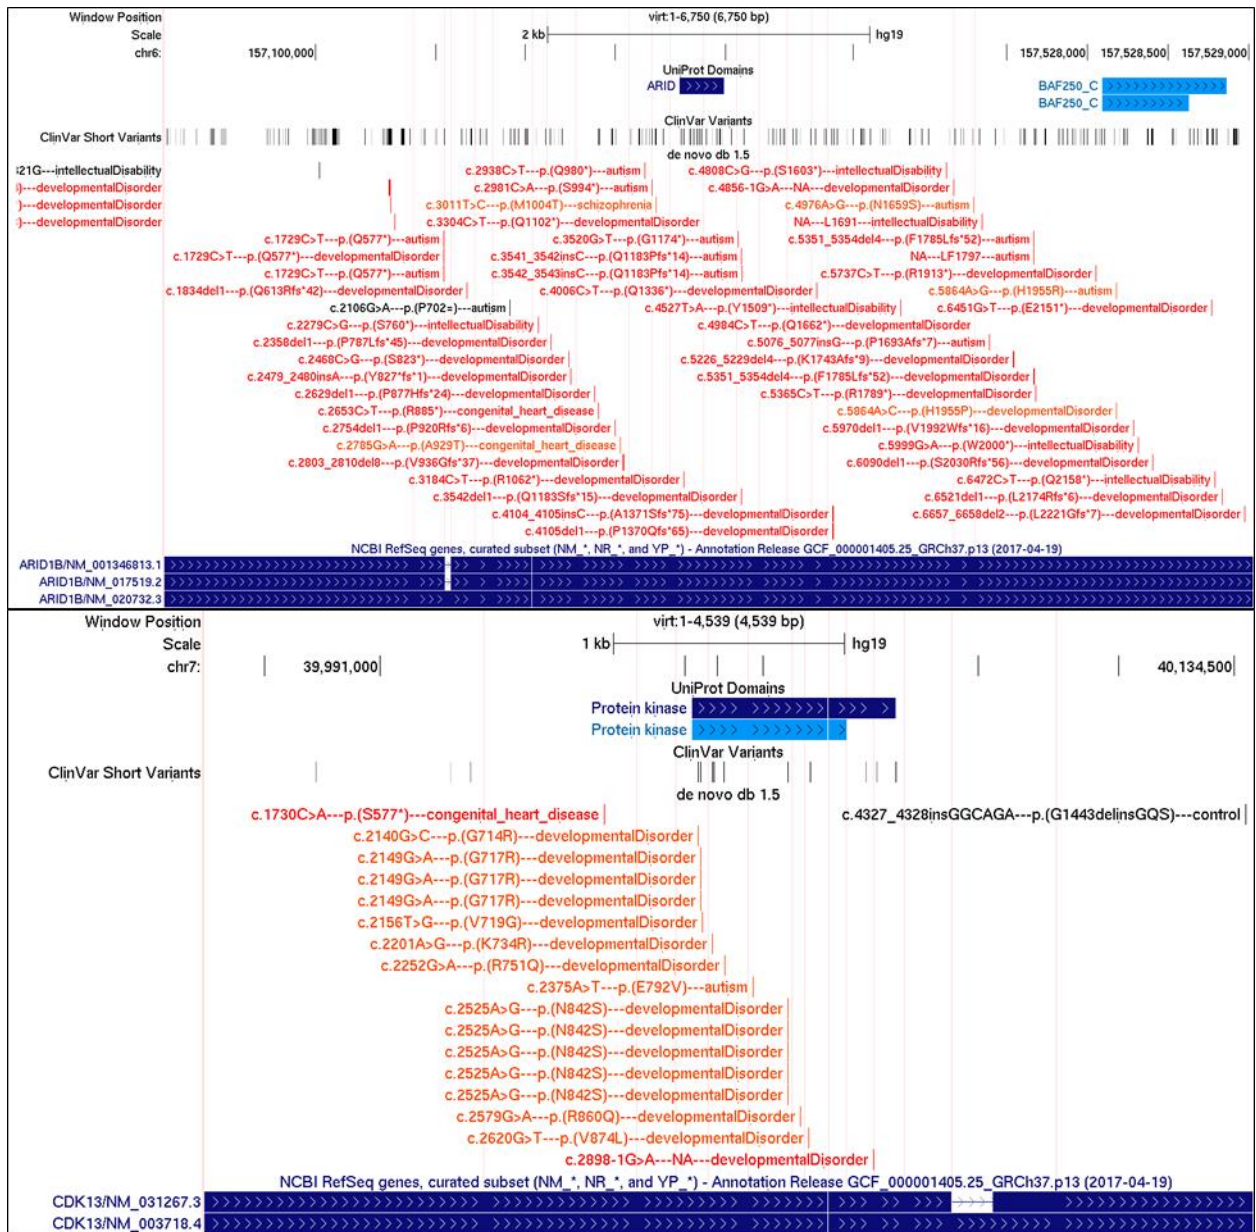 Window Position virt:1-6,750 (6,750 bp)
Scale 2 kb hg19
chr6: 157,100,000 157,528,000 157,528,500 157,529,000
UniProt Domains
ARID BAF250_C
BAF250_C
ClinVar Variants
ClinVar Short Variants
de novo db 1.5
321G---intellectualDisability c.2938C>T---p.(Q980*)---autism c.4808C>G---p.(S1603*)---intellectualDisability
)---developmentalDisorder c.2981C>A---p.(S994*)---autism c.4856-1G>A---NA---developmentalDisorder
)---developmentalDisorder c.3011T>C---p.(M1004T)---schizophrenia c.4976A>G---p.(N1659S)---autism
)---developmentalDisorder c.3304C>T---p.(Q1102*)---developmentalDisorder NA---L1691---intellectualDisability
c.1729C>T---p.(Q577*)---autism c.3520G>T---p.(G1174*)---autism c.5351_5354del4---p.(F1785Lfs*52)---autism
c.1729C>T---p.(Q577*)---developmentalDisorder c.3541_3542insC---p.(Q1183Pfs*14)---autism NA---LF1797---autism
c.1729C>T---p.(Q577*)---autism c.3542_3543insC---p.(Q1183Pfs*14)---autism c.5737C>T---p.(R1913*)---developmentalDisorder
c.1834del1---p.(Q613Rfs*42)---developmentalDisorder c.4006C>T---p.(Q1336*)---developmentalDisorder c.5864A>G---p.(H1955R)---autism
c.2106G>A---p.(P702=)---autism c.4527T>A---p.(Y1509*)---intellectualDisability c.6451G>T---p.(E2151*)---developmentalDisorder
c.2279C>G---p.(S760*)---intellectualDisability c.4984C>T---p.(Q1662*)---developmentalDisorder
c.2358del1---p.(P787Lfs*45)---developmentalDisorder c.5076_5077insG---p.(P1693Afs*7)---autism
c.2468C>G---p.(S823*)---developmentalDisorder c.5226_5229del4---p.(K1743Afs*9)---developmentalDisorder
c.2479_2480insA---p.(Y827*fs*1)---developmentalDisorder c.5351_5354del4---p.(F1785Lfs*52)---developmentalDisorder
c.2629del1---p.(P877Hfs*24)---developmentalDisorder c.5365C>T---p.(R1789*)---developmentalDisorder
c.2653C>T---p.(R885*)---congenital_heart_disease c.5864A>C---p.(H1955P)---developmentalDisorder
c.2754del1---p.(P920Rfs*6)---developmentalDisorder c.5970del1---p.(V1992Wfs*16)---developmentalDisorder
c.2785G>A---p.(A929T)---congenital_heart_disease c.5999G>A---p.(W2000*)---intellectualDisability
c.2803_2810del8---p.(V936Gfs*37)---developmentalDisorder c.6090del1---p.(S2030Rfs*56)---developmentalDisorder
c.3184C>T---p.(R1062*)---developmentalDisorder c.6472C>T---p.(Q2158*)---intellectualDisability
c.3542del1---p.(Q1183Sfs*15)---developmentalDisorder c.6521del1---p.(L2174Rfs*6)---developmentalDisorder
c.4104_4105insC---p.(A1371Sfs*75)---developmentalDisorder c.6657_6658del2---p.(L2221Gfs*7)---developmentalDisorder
c.4105del1---p.(P1370Qfs*65)---developmentalDisorder
NCBI RefSeq genes, curated subset (NM_*, NR_*, and YP_*) - Annotation Release GCF_000001405.25_GRCh37.p13 (2017-04-19)
ARID1B/NM_001346813.1
ARID1B/NM_017519.2
ARID1B/NM_020732.3
Window Position virt:1-4,539 (4,539 bp)
Scale 1 kb hg19
chr7: 39,991,000 40,134,500
UniProt Domains
Protein kinase
Protein kinase
ClinVar Variants
ClinVar Short Variants
de novo db 1.5
c.1730C>A---p.(S577*)---congenital_heart_disease c.4327_4328insGGCAGA---p.(G1443delinsGQS)---control
c.2140G>C---p.(G714R)---developmentalDisorder
c.2149G>A---p.(G717R)---developmentalDisorder
c.2149G>A---p.(G717R)---developmentalDisorder
c.2149G>A---p.(G717R)---developmentalDisorder
c.2156T>G---p.(V719G)---developmentalDisorder
c.2201A>G---p.(K734R)---developmentalDisorder
c.2252G>A---p.(R751Q)---developmentalDisorder
c.2375A>T---p.(E792V)---autism
c.2525A>G---p.(N842S)---developmentalDisorder
c.2525A>G---p.(N842S)---developmentalDisorder
c.2525A>G---p.(N842S)---developmentalDisorder
c.2525A>G---p.(N842S)---developmentalDisorder
c.2525A>G---p.(N842S)---developmentalDisorder
c.2579G>A---p.(R860Q)---developmentalDisorder
c.2620G>T---p.(V874L)---developmentalDisorder
c.2898-1G>A---NA---developmentalDisorder
NCBI RefSeq genes, curated subset (NM_*, NR_*, and YP_*) - Annotation Release GCF_000001405.25_GRCh37.p13 (2017-04-19)
CDK13/NM_031267.3
CDK13/NM_003718.4